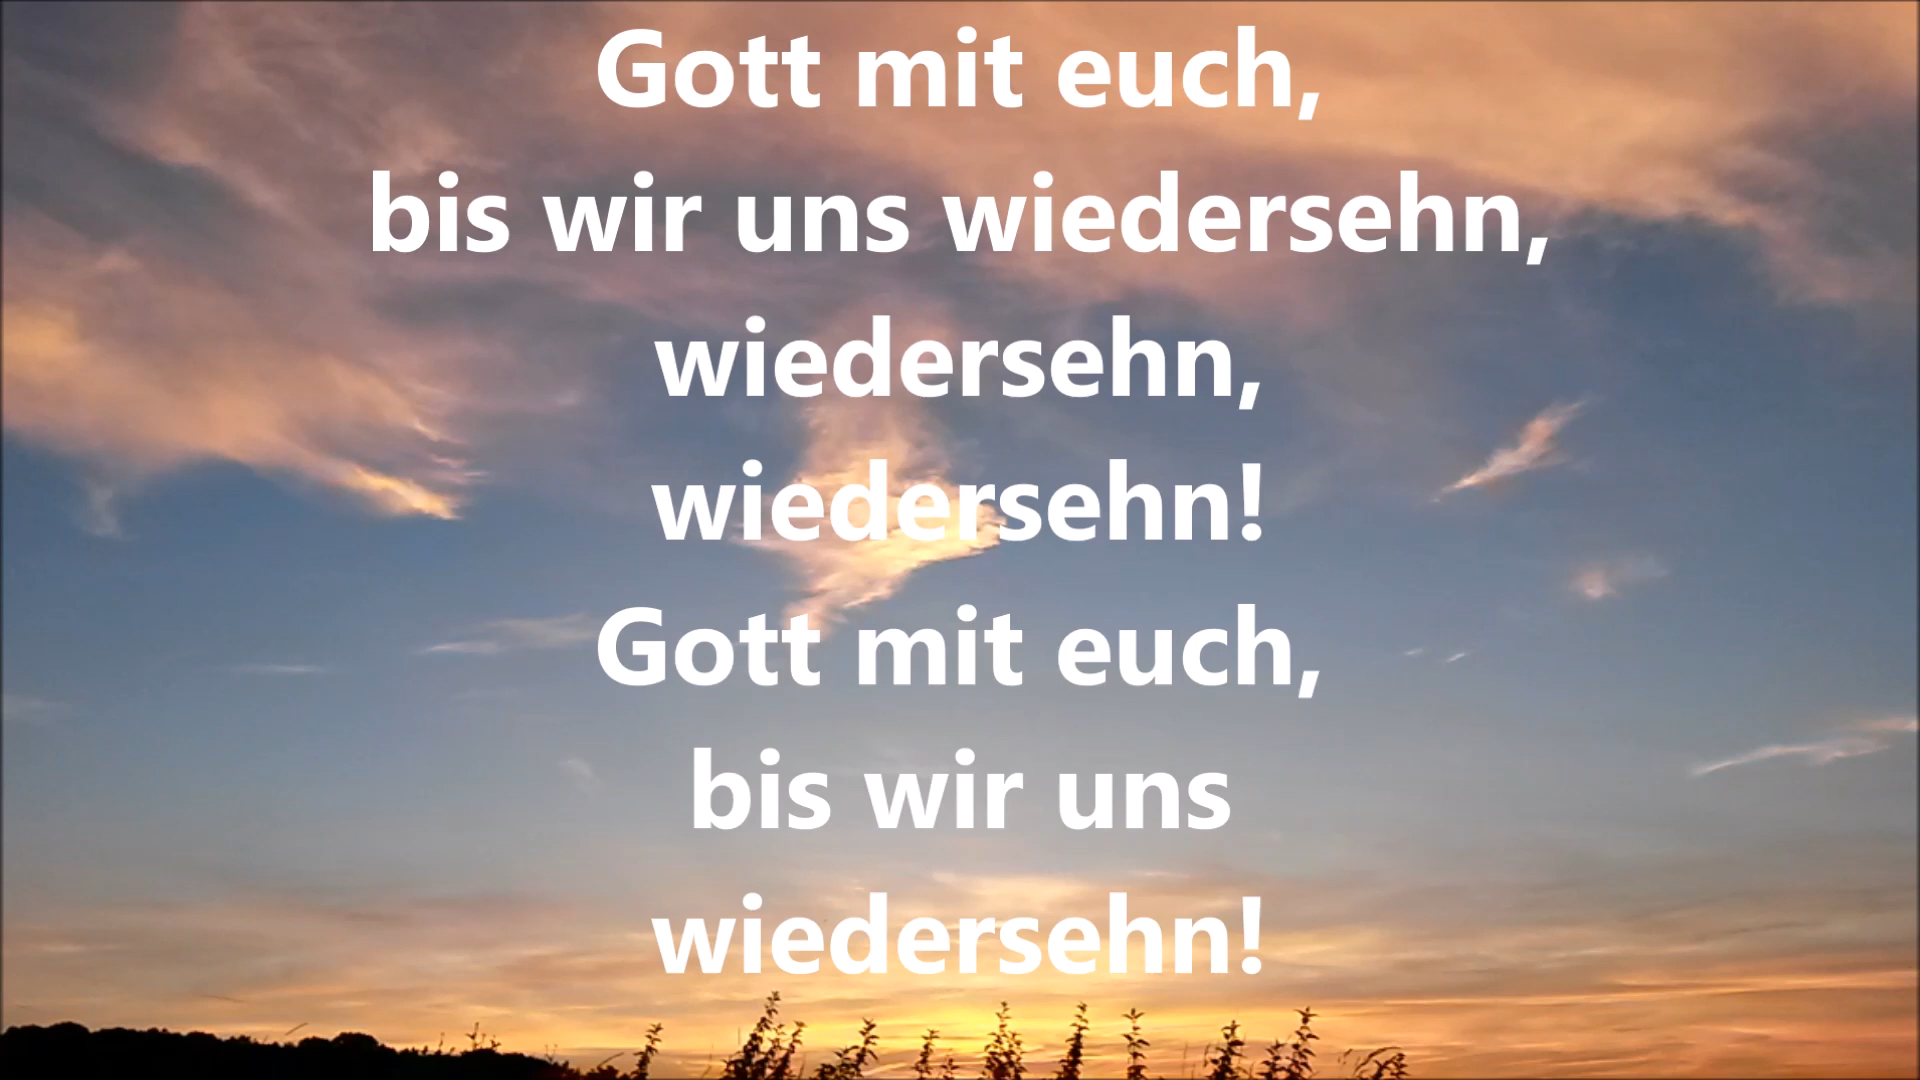 Gott mit euch,
bis wir uns wiedersehn,
wiedersehn,
wiedersehn!
Gott mit euch,
bis wir uns
wiedersehn!